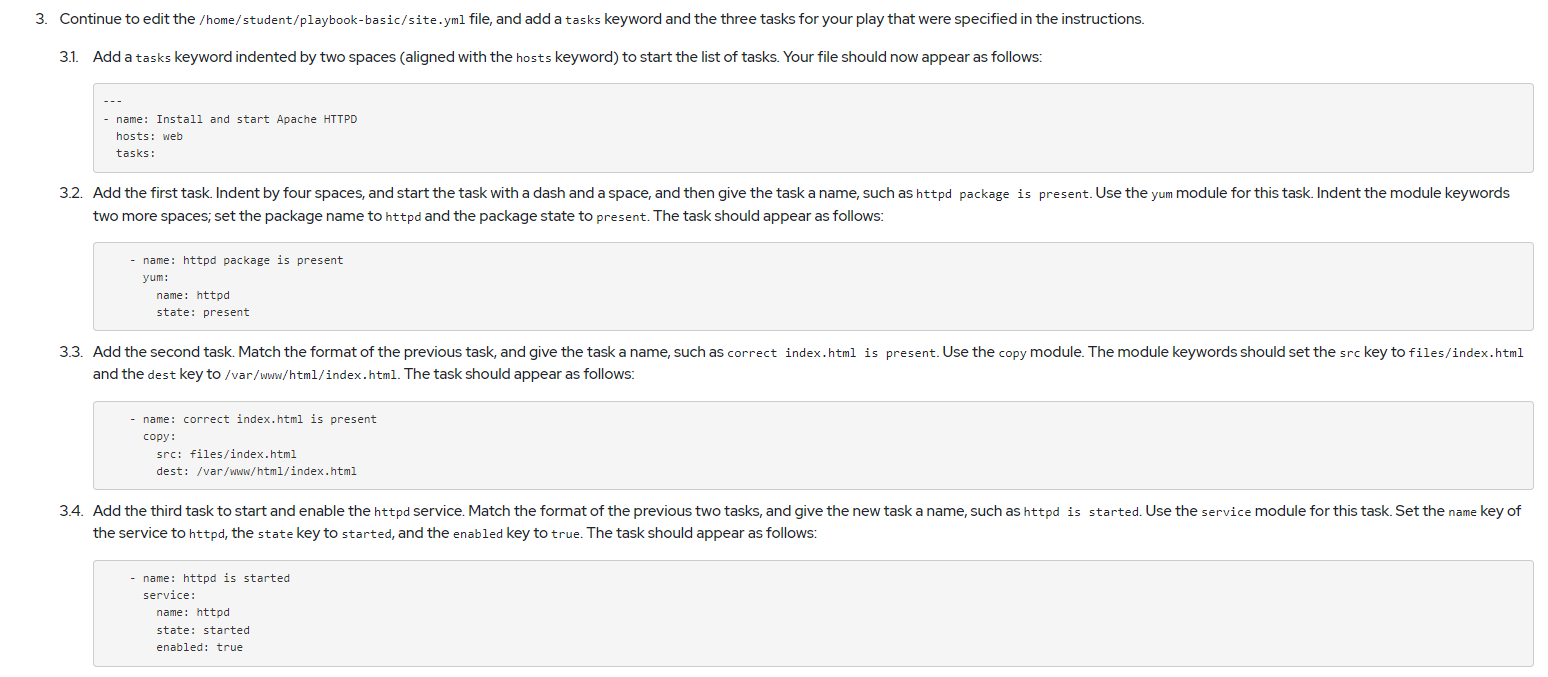 3. Continue to edit the /home/student/playbook-basic/site.yml file, and add a tasks keyword and the three tasks for your play that were specified in the instructions.
3.1. Add a tasks keyword indented by two spaces (aligned with the hosts keyword) to start the list of tasks. Your file should now appear as follows:
---
- name: Install and start Apache HTTPD
  hosts: web
  tasks:
3.2. Add the first task. Indent by four spaces, and start the task with a dash and a space, and then give the task a name, such as httpd package is present. Use the yum module for this task. Indent the module keywords
two more spaces; set the package name to httpd and the package state to present. The task should appear as follows:
    - name: httpd package is present
      yum:
        name: httpd
        state: present
3.3. Add the second task. Match the format of the previous task, and give the task a name, such as correct index.html is present. Use the copy module. The module keywords should set the src key to files/index.html
and the dest key to /var/www/html/index.html. The task should appear as follows:
    - name: correct index.html is present
      copy:
        src: files/index.html
        dest: /var/www/html/index.html
3.4. Add the third task to start and enable the httpd service. Match the format of the previous two tasks, and give the new task a name, such as httpd is started. Use the service module for this task. Set the name key of
the service to httpd, the state key to started, and the enabled key to true. The task should appear as follows:
    - name: httpd is started
      service:
        name: httpd
        state: started
        enabled: true